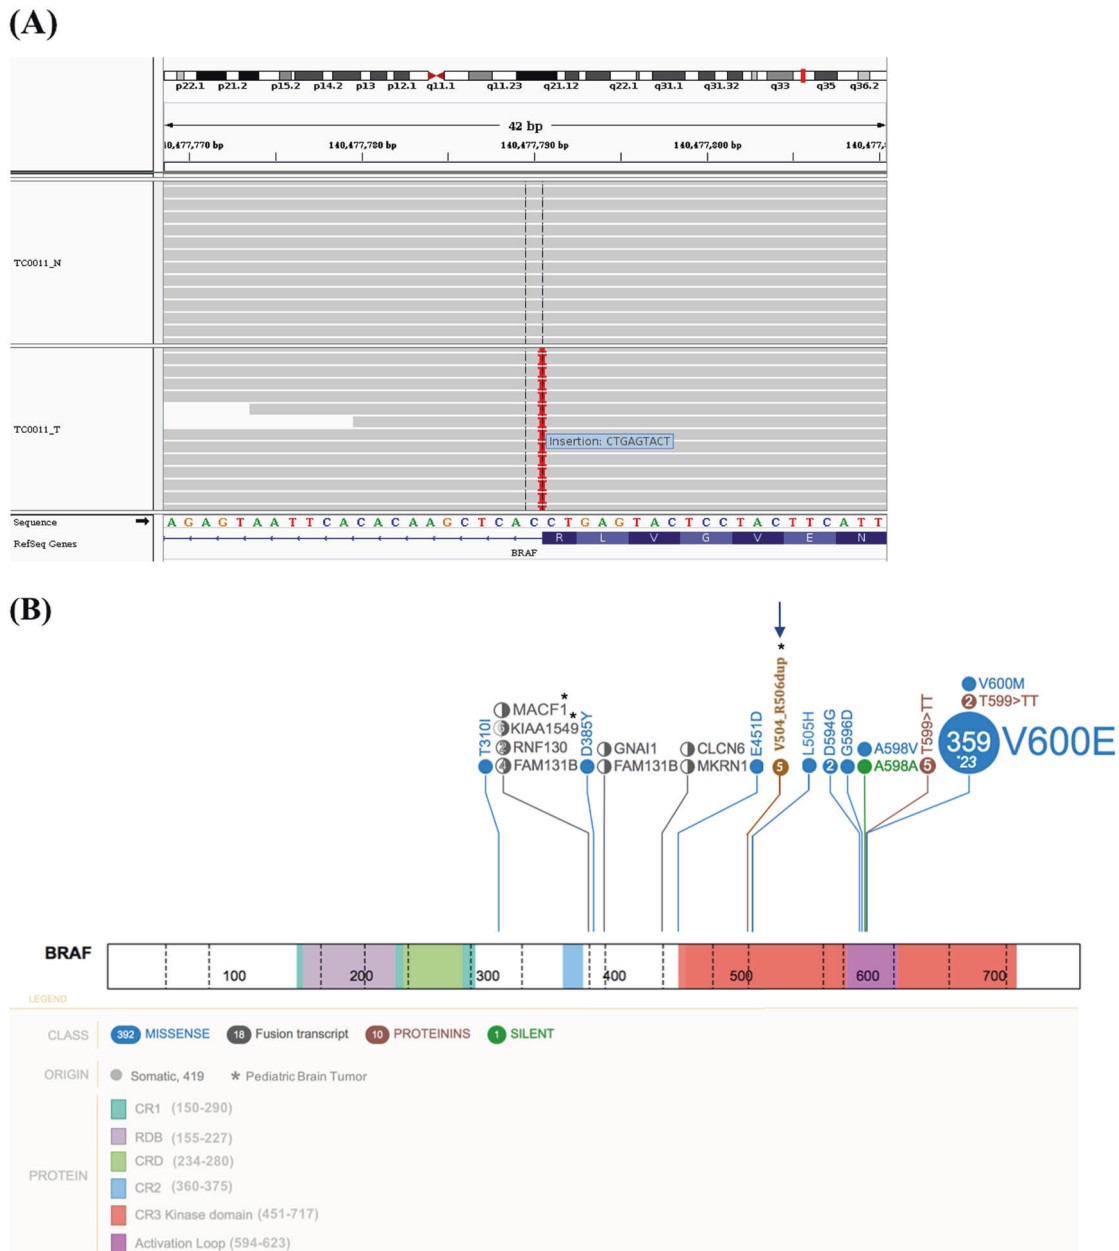 (A)
p22.1 p21.2 p15.2 p14.2 p13 p12.1 q11.1 q11.23 q21.12 q22.1 q31.1 q31.32 q33 q35 q36.2
42 bp
140,477,780 bp 140,477,790 bp 140,477,800 bp
TC0011_N
TC0011_T
Insertion: CTGAGTACT
Sequence A G A G T A A T T C A C A C A A G C T C A C C T G A G T A C T C C T A C T T C A T T
RefSeq Genes R L V G V E N
BRAF
(B)
*
V504_R506dup
V600M
MACF1 *
2 T599>TT
KIAA1549 *
T310I
RNF130
D385Y
GNAI1
CLCN6
E451D
L505H
D594G
G596D
A598V
T599>TT
359
*23
V600E
4 FAM131B
FAM131B
MKRN1
5
2
A598A
5
BRAF
100 200 300 400 500 600 700
LEGEND
CLASS 392 MISSENSE 18 Fusion transcript 10 PROTEININS 1 SILENT
ORIGIN Somatic, 419 * Pediatric Brain Tumor
CR1 (150-290)
RDB (155-227)
CRD (234-280)
PROTEIN
CR2 (360-375)
CR3 Kinase domain (451-717)
Activation Loop (594-623)